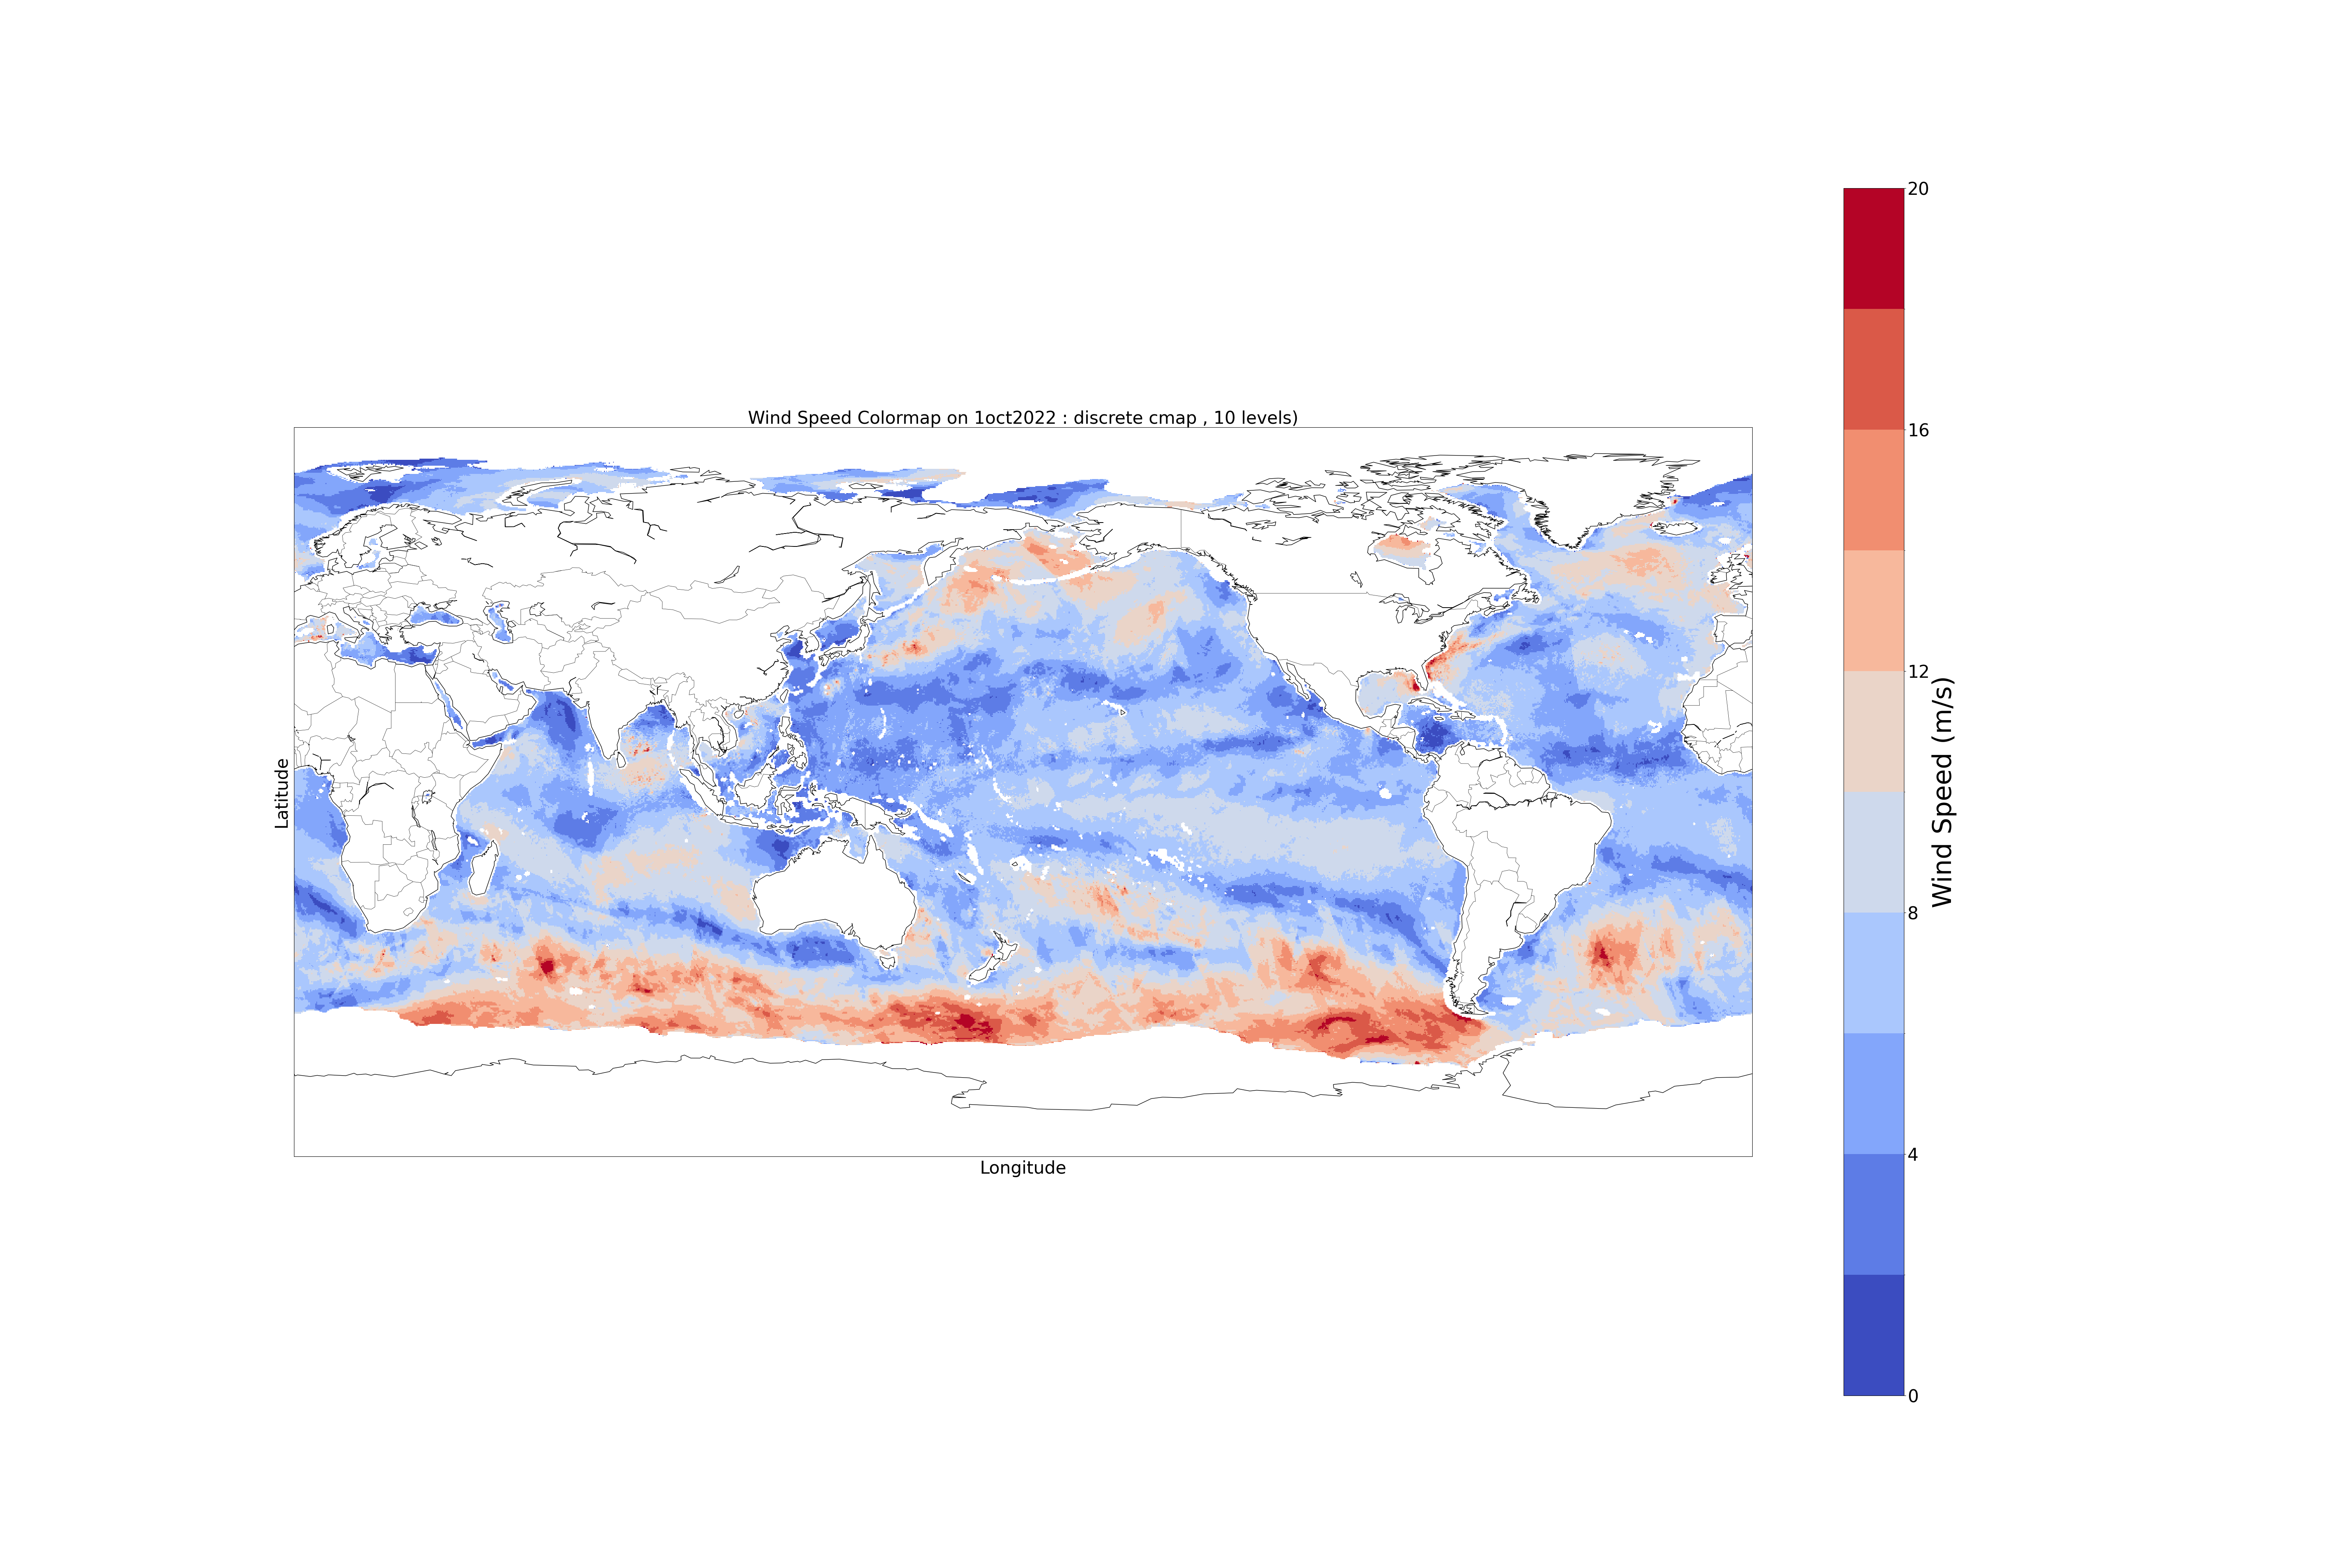 Wind Speed Colormap on 1oct2022 : discrete cmap , 10 levels)
Latitude
Longitude
20
16
12
8
4
0
Wind Speed (m/s)